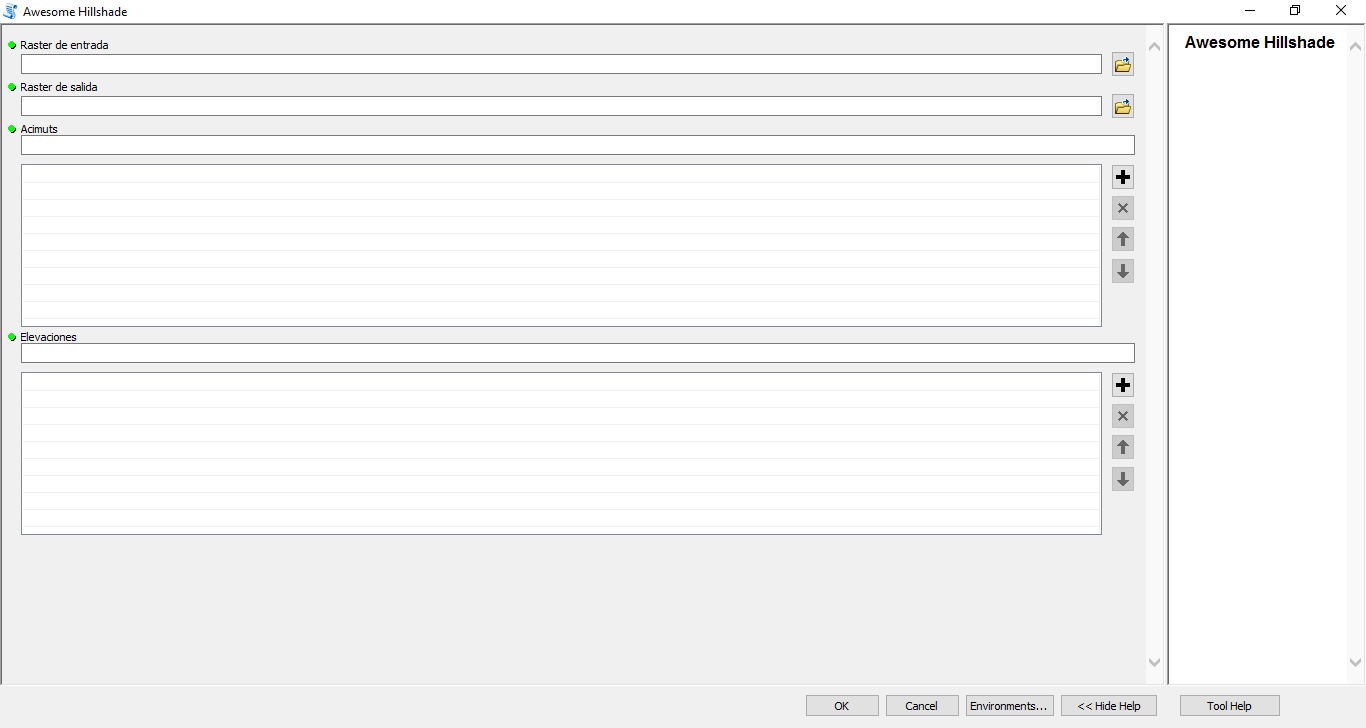 Awesome Hillshade
Raster de entrada
Raster de salida
Acimuts
Elevaciones
Awesome Hillshade
OK
Cancel
Environments...
<< Hide Help
Tool Help